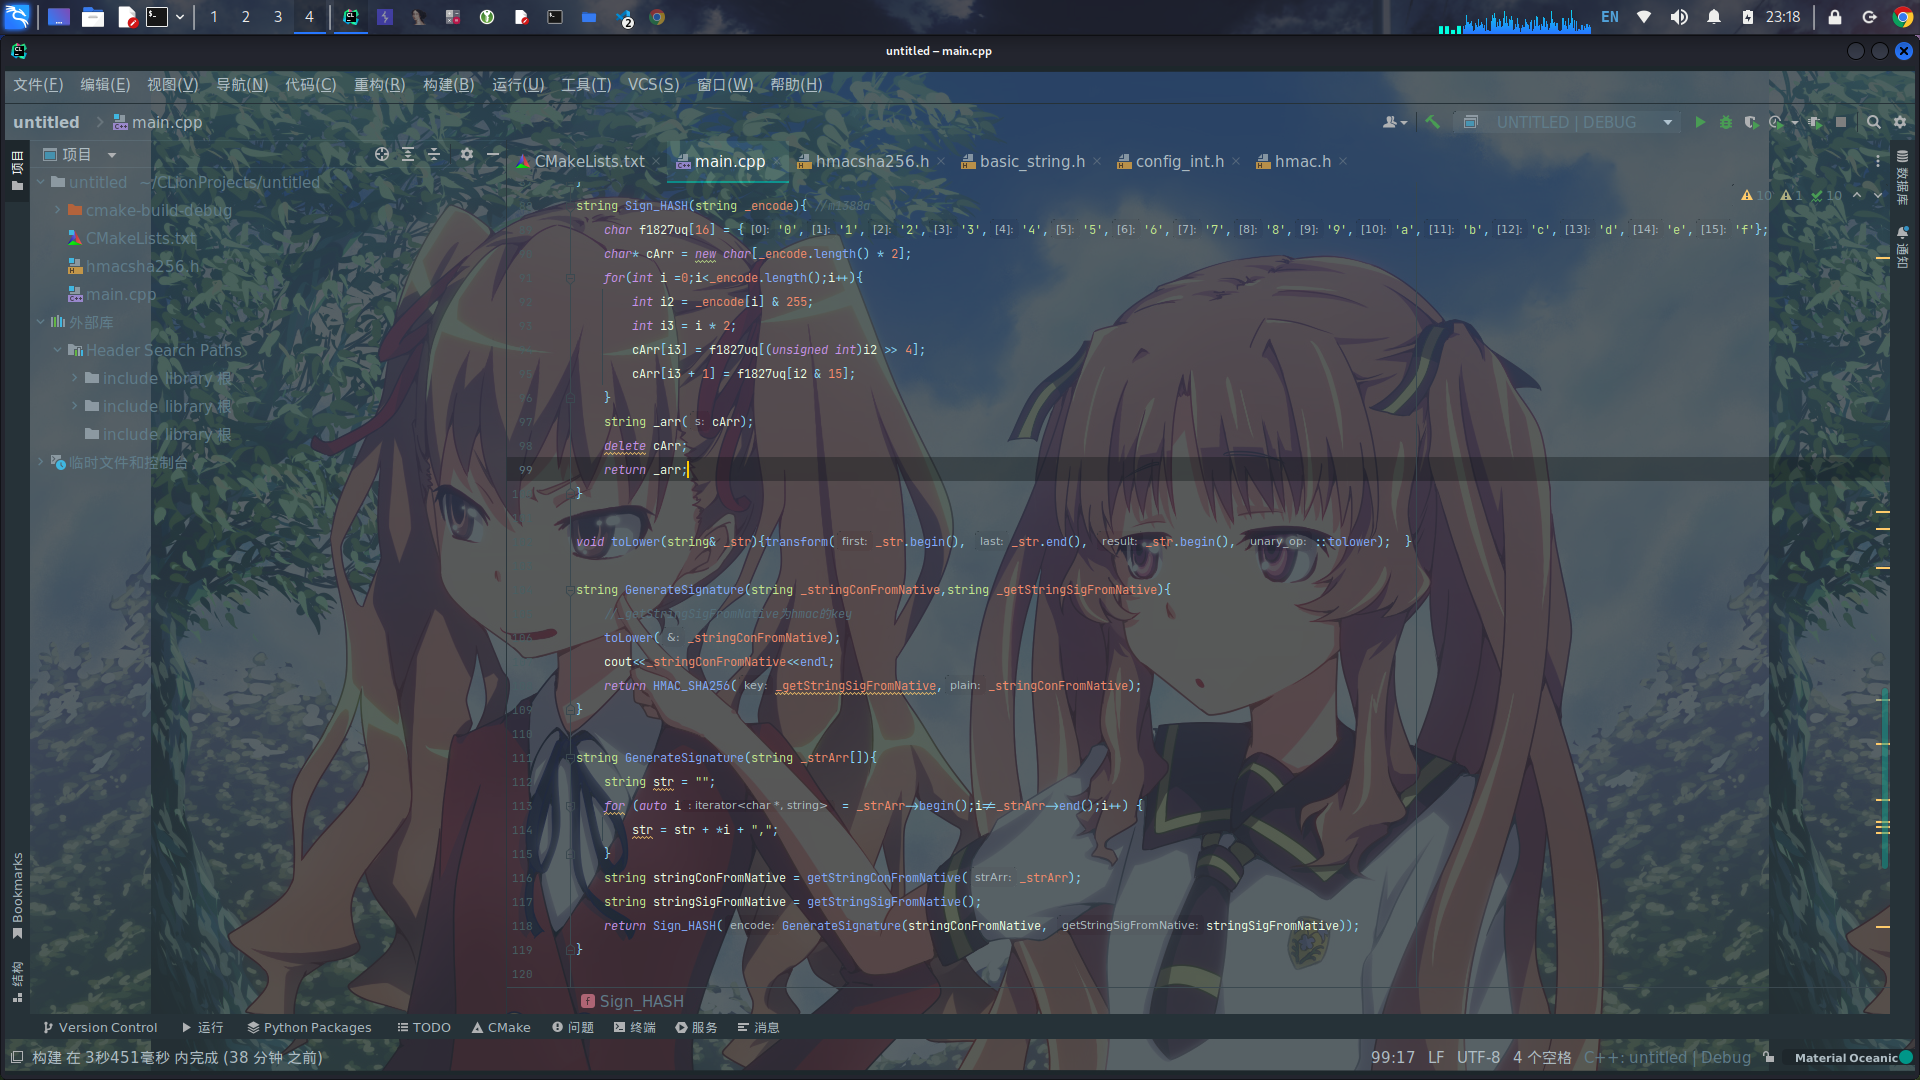 1 2 3 4
2
EN 23:18
untitled – main.cpp
文件(F) 编辑(E) 视图(V) 导航(N) 代码(C) 重构(R) 构建(B) 运行(U) 工具(T) VCS(S) 窗口(W) 帮助(H)
untitled main.cpp
UNTITLED | DEBUG
项目
项目
CMakeLists.txt main.cpp hmacsha256.h basic_string.h config_int.h hmac.h
数据库
通知
untitled ~/CLionProjects/untitled
cmake-build-debug
CMakeLists.txt
hmacsha256.h
main.cpp
外部库
Header Search Paths
include library 根
include library 根
include library 根
临时文件和控制台
10 1 10
}
string Sign_HASH(string _encode){ //m1388a
char f1827uq[16] = {[0]: '0',[1]: '1',[2]: '2',[3]: '3',[4]: '4',[5]: '5',[6]: '6',[7]: '7',[8]: '8',[9]: '9',[10]: 'a',[11]: 'b',[12]: 'c',[13]: 'd',[14]: 'e',[15]: 'f'};
char* cArr = new char[_encode.length() * 2];
for(int i =0;i<_encode.length();i++){
int i2 = _encode[i] & 255;
int i3 = i * 2;
cArr[i3] = f1827uq[(unsigned int)i2 >> 4];
cArr[i3 + 1] = f1827uq[i2 & 15];
96 }
97 string _arr( s: cArr);
98 delete cArr;
99 return _arr;
}
void toLower(string& _str){transform( first: _str.begin(), last: _str.end(), result: _str.begin(), unary_op: ::tolower); }
string GenerateSignature(string _stringConFromNative,string _getStringSigFromNative){
//_getStringSigFromNative为hmac的key
106 toLower( &: _stringConFromNative);
cout<<_stringConFromNative<<endl;
return HMAC_SHA256( key: _getStringSigFromNative, plain: _stringConFromNative);
109 }
110
111 string GenerateSignature(string _strArr[]){
112 string str = "";
113 for (auto i : iterator<char *, string> = _strArr->begin();i!=_strArr->end();i++) {
114 str = str + *i + ",";
115 }
116 string stringConFromNative = getStringConFromNative( strArr: _strArr);
117 string stringSigFromNative = getStringSigFromNative();
118 return Sign_HASH( encode: GenerateSignature(stringConFromNative, getStringSigFromNative: stringSigFromNative));
119 }
120
Bookmarks
结构
f Sign_HASH
Version Control 运行 Python Packages TODO CMake 问题 终端 服务 消息
构建 在 3秒451毫秒 内完成 (38 分钟 之前)
99:17 LF UTF-8 4 个空格 C++: untitled | Debug Material Oceanic